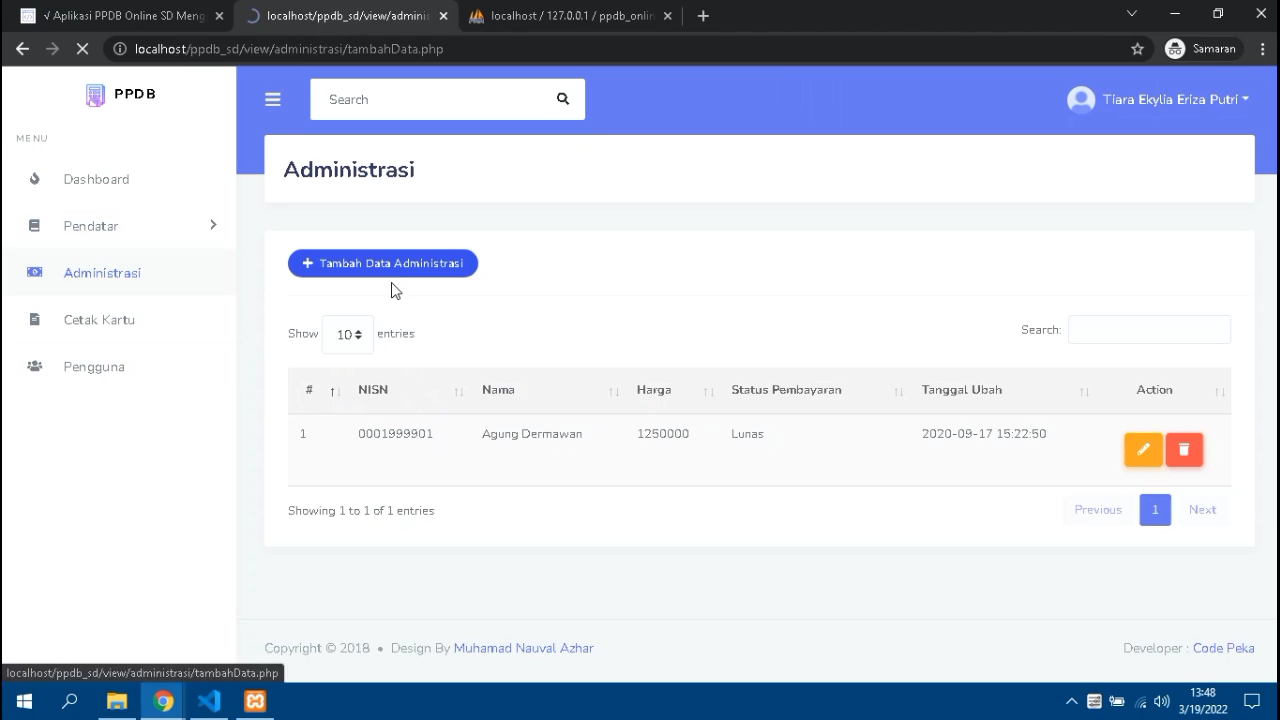 √ Aplikasi PPDB Online SD Meng
localhost/ppdb_sd/view/adminis
localhost / 127.0.0.1 / ppdb_onlin
localhost/ppdb_sd/view/administrasi/tambahData.php
Samaran
PPDB
Search
Tiara Ekylia Eriza Putri
MENU
Dashboard
Pendatar
Administrasi
Cetak Kartu
Pengguna
Administrasi
+ Tambah Data Administrasi
Show 10 entries
Search:
# NISN Nama Harga Status Pembayaran Tanggal Ubah Action
1 0001999901 Agung Dermawan 1250000 Lunas 2020-09-17 15:22:50
Showing 1 to 1 of 1 entries
Previous 1 Next
Copyright © 2018 • Design By Muhamad Nauval Azhar
Developer : Code Peka
localhost/ppdb_sd/view/administrasi/tambahData.php
13:48
3/19/2022